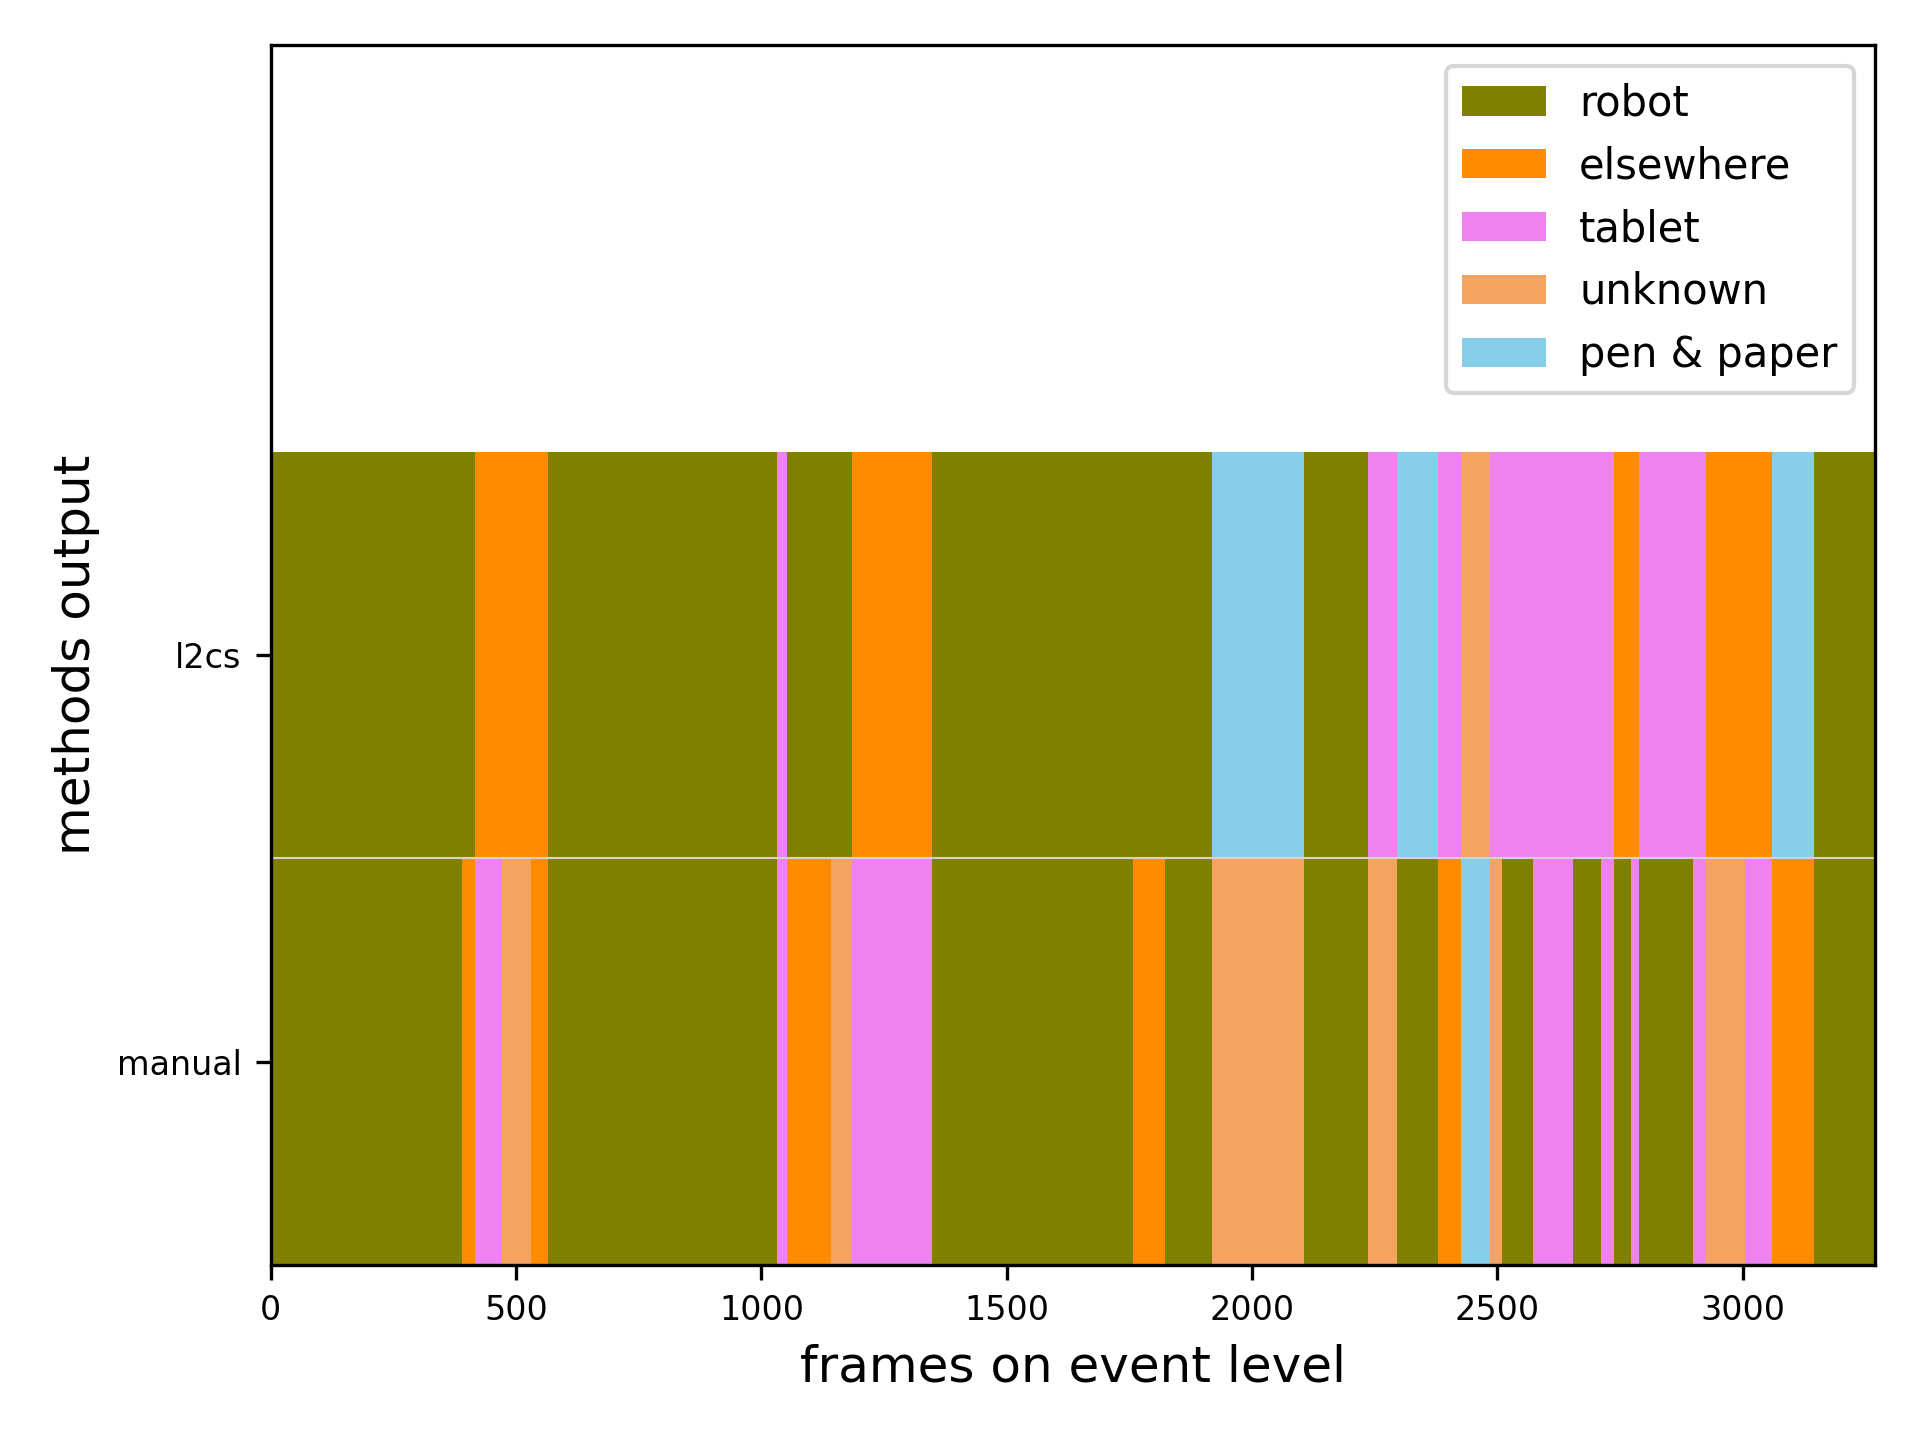 robot
elsewhere
tablet
unknown
pen & paper
methods output
l2cs
manual
0 500 1000 1500 2000 2500 3000
frames on event level